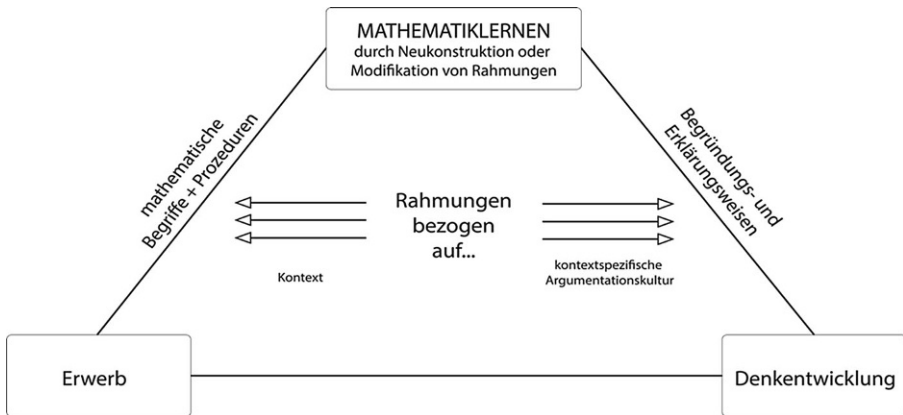 MATHEMATIKLERNEN
durch Neukonstruktion oder
Modifikation von Rahmungen
mathematische
Begriffe + Prozeduren
Begründungs- und
Erklärungsweisen
Rahmungen
bezogen
auf...
Kontext
kontextspezifische
Argumentationskultur
Erwerb
Denkentwicklung